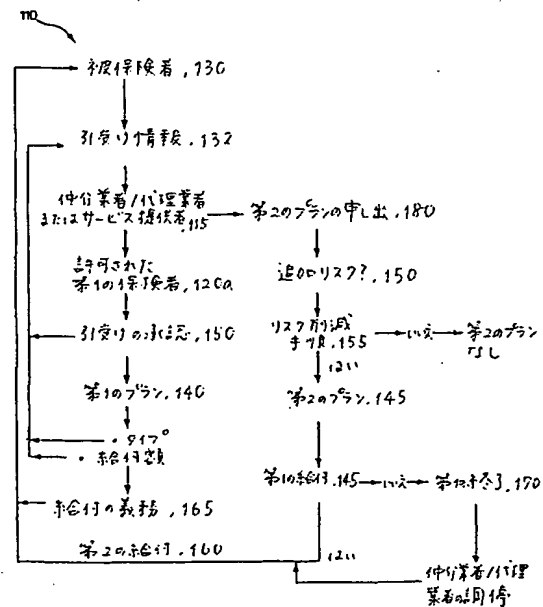 110
被保険者,130
引受け情報.132
仲介業者/代理業者
またはサービス提供者.115
第2のプランの申し出.180
許可された
第1の保険者,120a
追加リスク?.150
引受けの承認.150
リスク削減
手順.155
いいえ
第2のプラン
なし
はい
第1のプラン.140
第2のプラン.145
・タイプ
・給付額
第1の給付.145
いいえ
終了.170
給付の義務,165
第2の給付.160
はい
仲介業者/代理
業者の調停